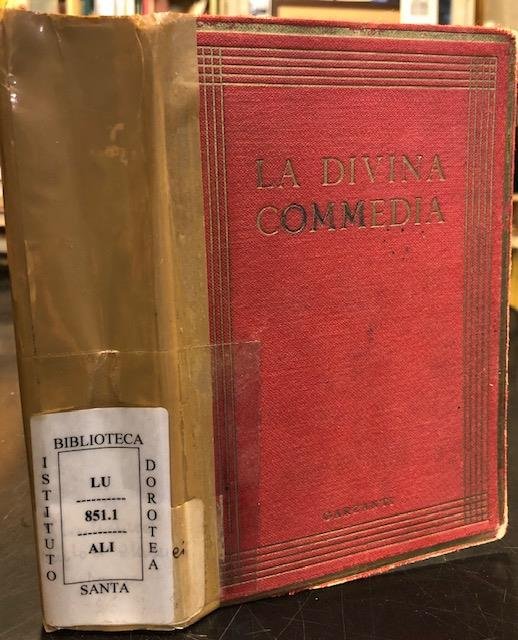 LA DIVINA
COMMEDIA
GARZANTI
BIBLIOTECA
ISTITUTO
LU
851.1
ALI
DOROTEA
SANTA